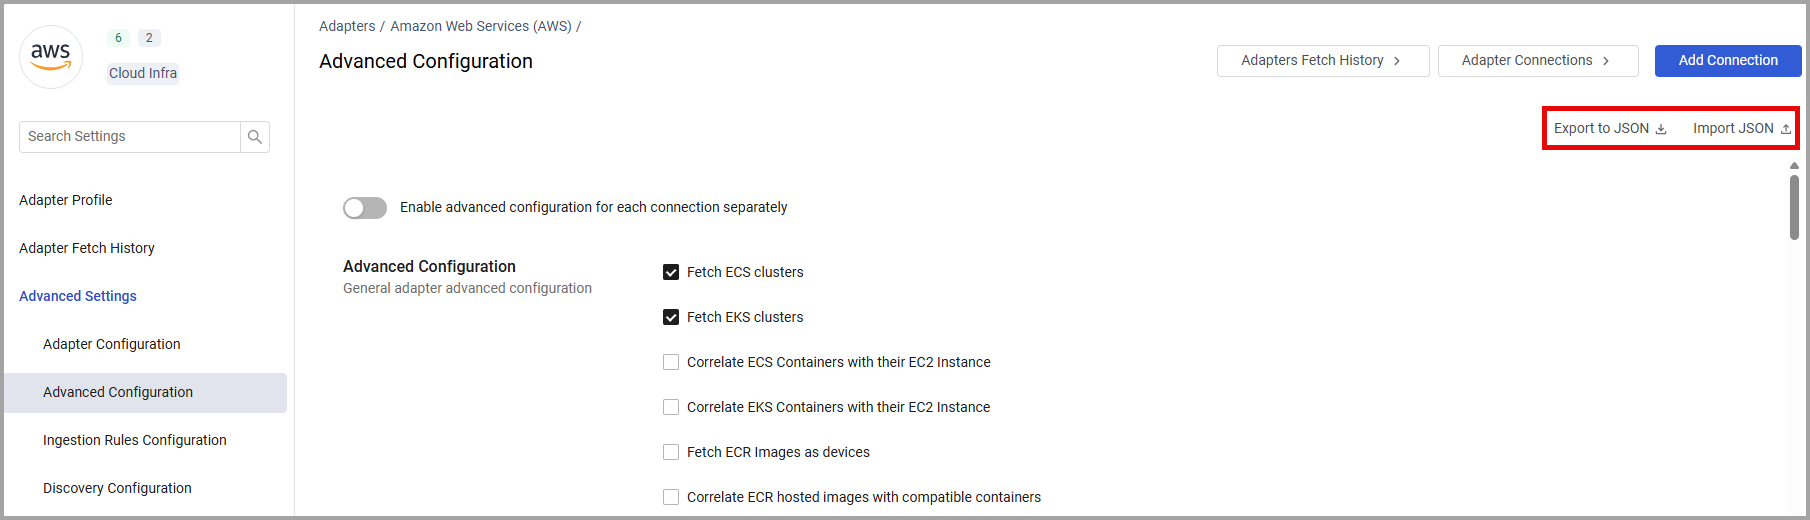 aws
6 2
Cloud Infra
Search Settings
Adapter Profile
Adapter Fetch History
Advanced Settings
Adapter Configuration
Advanced Configuration
Ingestion Rules Configuration
Discovery Configuration
Adapters / Amazon Web Services (AWS) /
Advanced Configuration
Adapters Fetch History
Adapter Connections
Add Connection
Export to JSON
Import JSON
Enable advanced configuration for each connection separately
Advanced Configuration
General adapter advanced configuration
Fetch ECS clusters
Fetch EKS clusters
Correlate ECS Containers with their EC2 Instance
Correlate EKS Containers with their EC2 Instance
Fetch ECR Images as devices
Correlate ECR hosted images with compatible containers